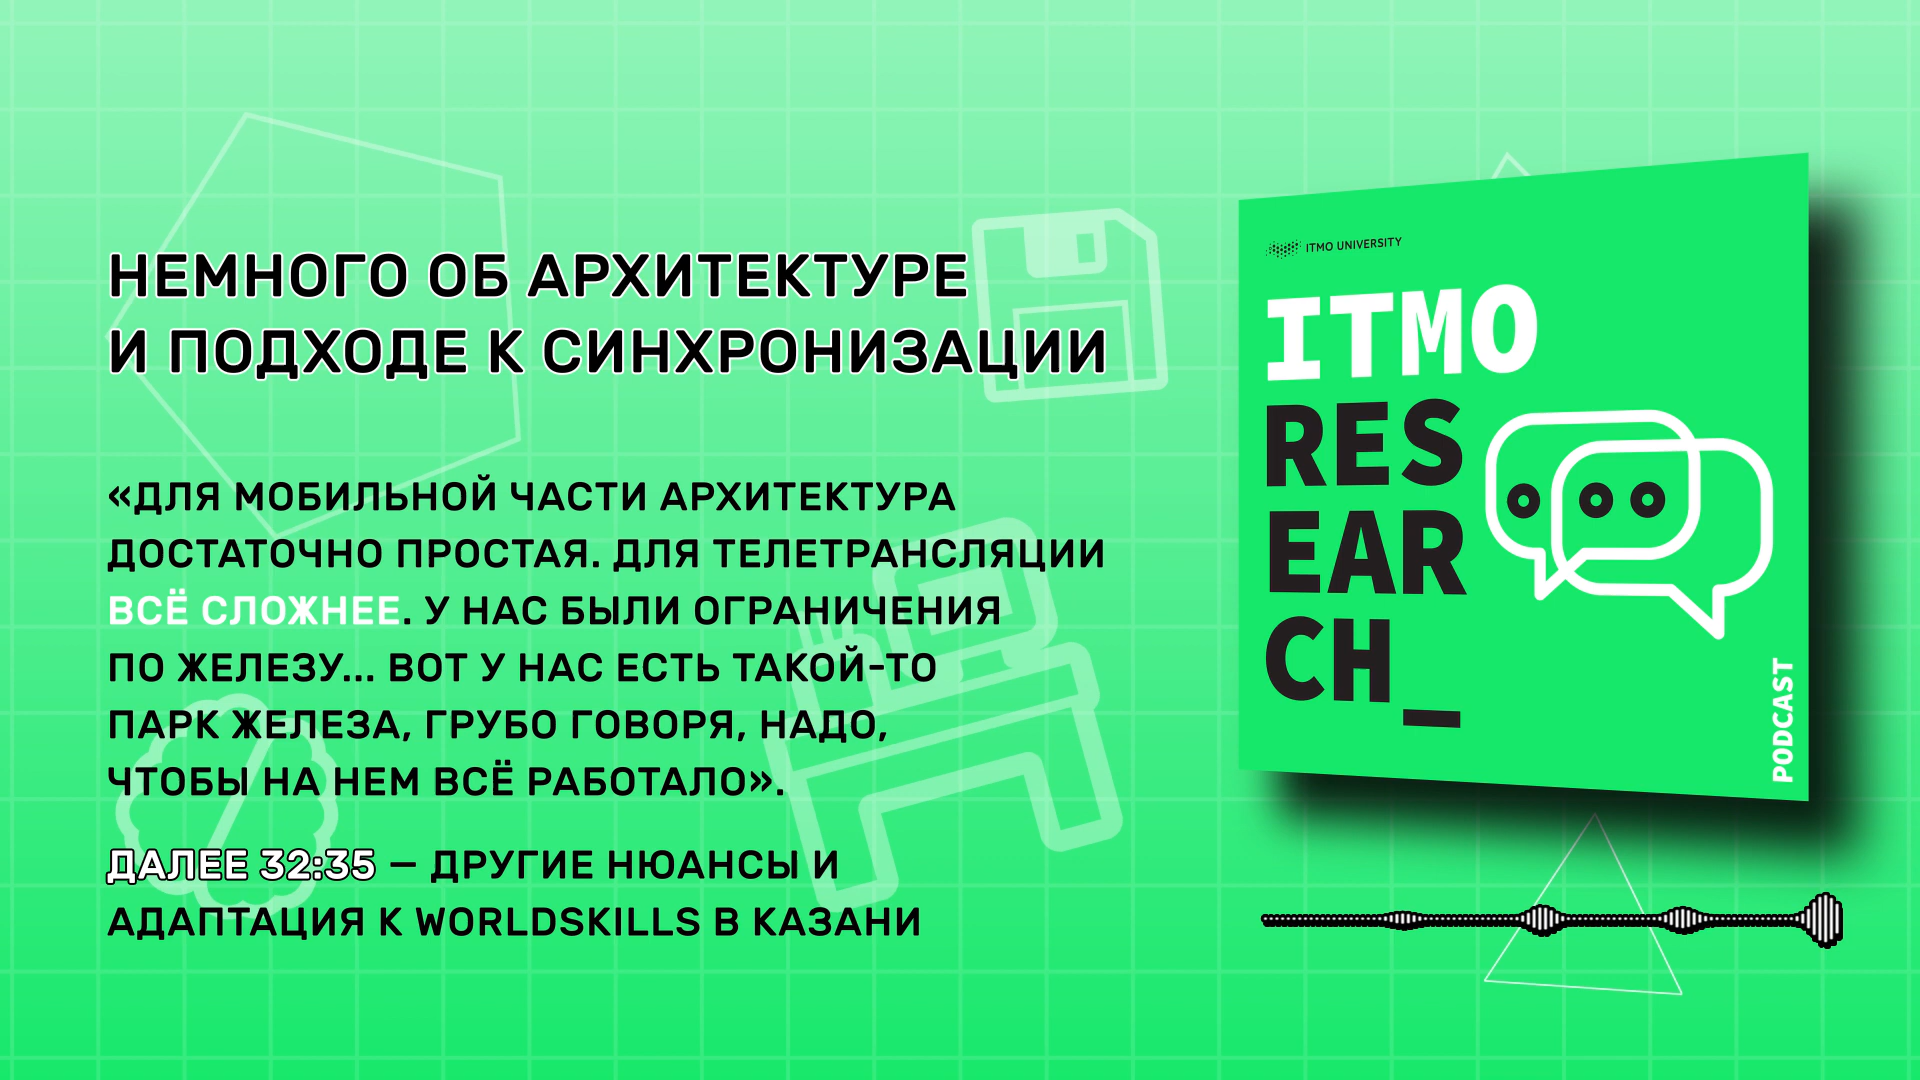 НЕМНОГО ОБ АРХИТЕКТУРЕ
И ПОДХОДЕ К СИНХРОНИЗАЦИИ
«ДЛЯ МОБИЛЬНОЙ ЧАСТИ АРХИТЕКТУРА
ДОСТАТОЧНО ПРОСТАЯ. ДЛЯ ТЕЛЕТРАНСЛЯЦИИ
ВСЁ СЛОЖНЕЕ. У НАС БЫЛИ ОГРАНИЧЕНИЯ
ПО ЖЕЛЕЗУ... ВОТ У НАС ЕСТЬ ТАКОЙ-ТО
ПАРК ЖЕЛЕЗА, ГРУБО ГОВОРЯ, НАДО,
ЧТОБЫ НА НЕМ ВСЁ РАБОТАЛО».
ДАЛЕЕ 32:35 — ДРУГИЕ НЮАНСЫ И
АДАПТАЦИЯ К WORLDSKILLS В КАЗАНИ
ITMO UNIVERSITY
ITMO
RES
EAR
CH_
PODCAST